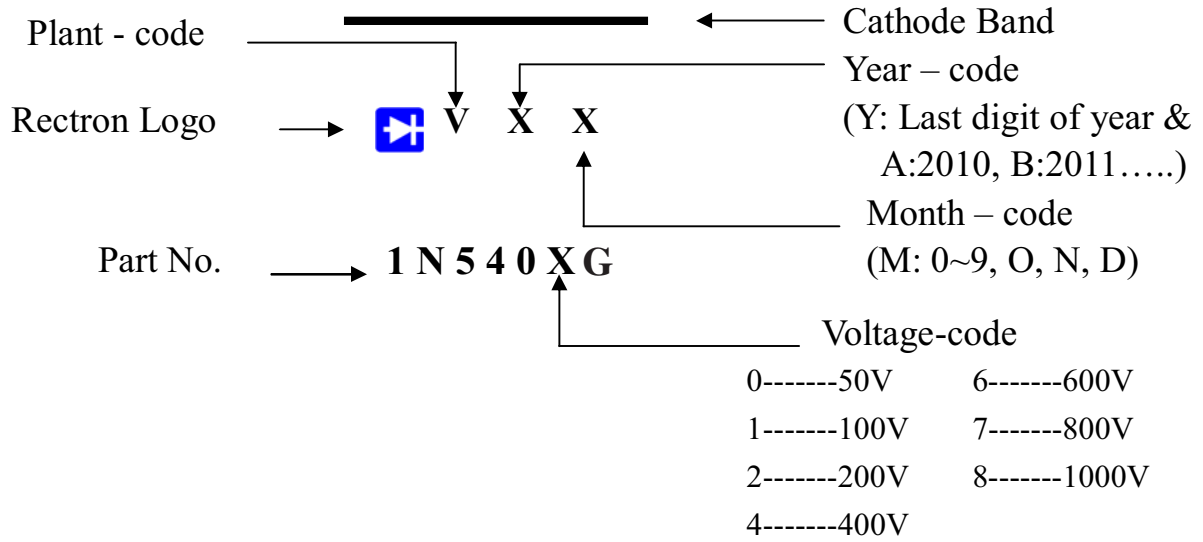 Cathode Band
Plant - code
Year – code
Rectron Logo
V X X
(Y: Last digit of year &
A:2010, B:2011…..)
Month – code
(M: 0~9, O, N, D)
Part No.
1 N 5 4 0 X G
Voltage-code
0-------50V 6-------600V
1-------100V 7-------800V
2-------200V 8-------1000V
4-------400V